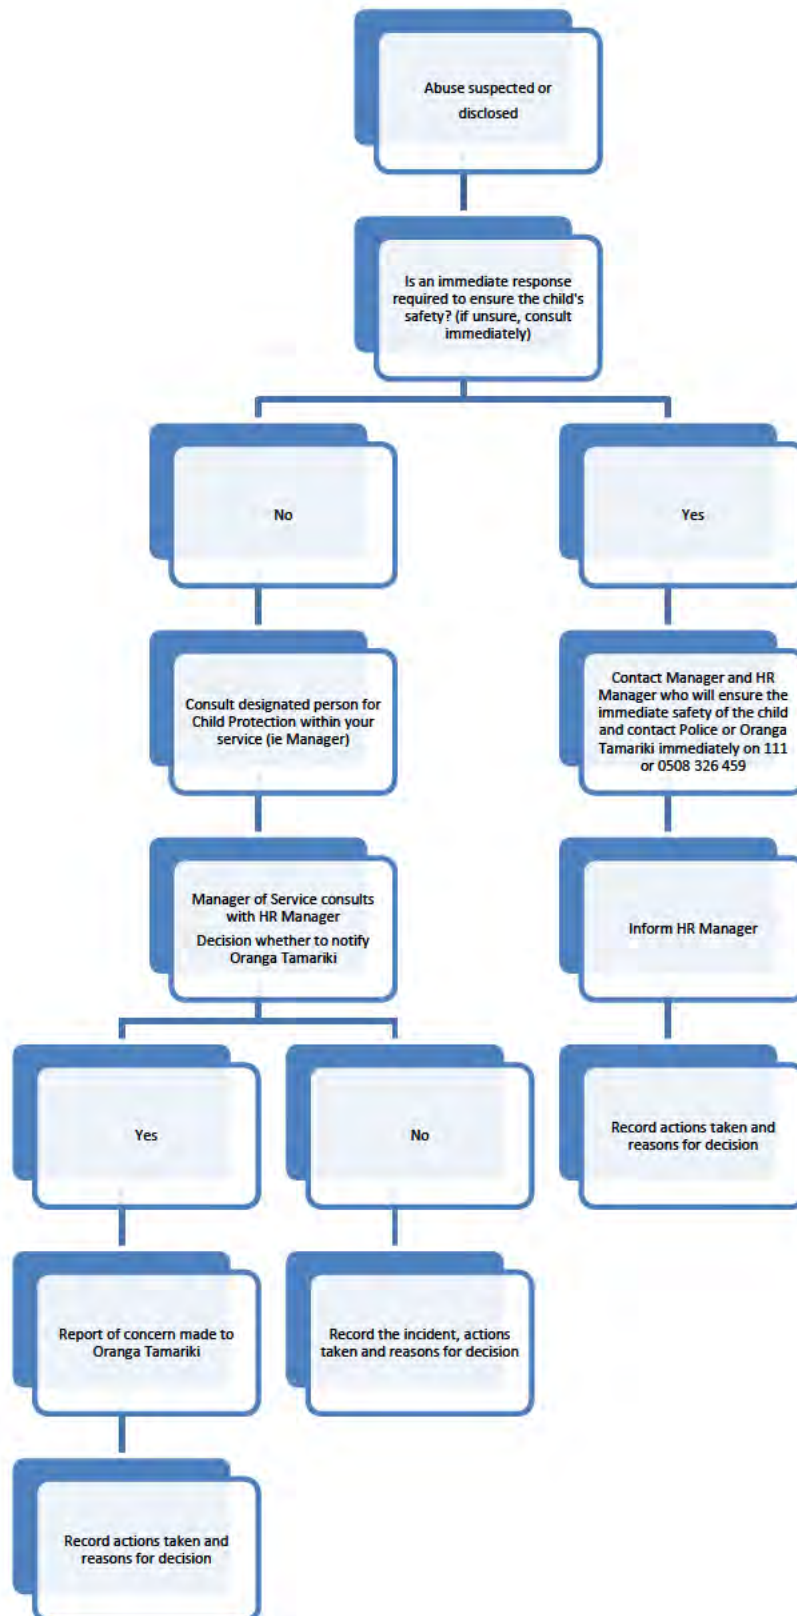 Abuse suspected or
disclosed
Is an immediate response
required to ensure the child's
safety? (if unsure, consult
immediately)
No
Yes
Consult designated person for
Child Protection within your
service (ie Manager)
Contact Manager and HR
Manager who will ensure the
immediate safety of the child
and contact Police or Oranga
Tamariki immediately on 111
or 0508 326 459
Manager of Service consults
with HR Manager
Decision whether to notify
Oranga Tamariki
Inform HR Manager
Yes
No
Record actions taken and
reasons for decision
Report of concern made to
Oranga Tamariki
Record the incident, actions
taken and reasons for decision
Record actions taken and
reasons for decision